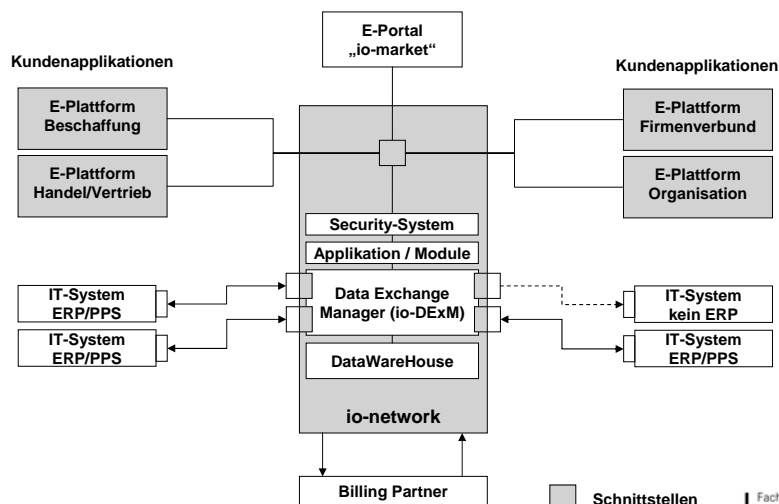 E-Portal
„io-market“
Kundenapplikationen
Kundenapplikationen
E-Plattform
Beschaffung
E-Plattform
Firmenverbund
E-Plattform
Handel/Vertrieb
E-Plattform
Organisation
Security-System
Applikation / Module
IT-System
ERP/PPS
Data Exchange
Manager (io-DExM)
IT-System
kein ERP
IT-System
ERP/PPS
IT-System
ERP/PPS
DataWareHouse
io-network
Billing Partner
Schnittstellen